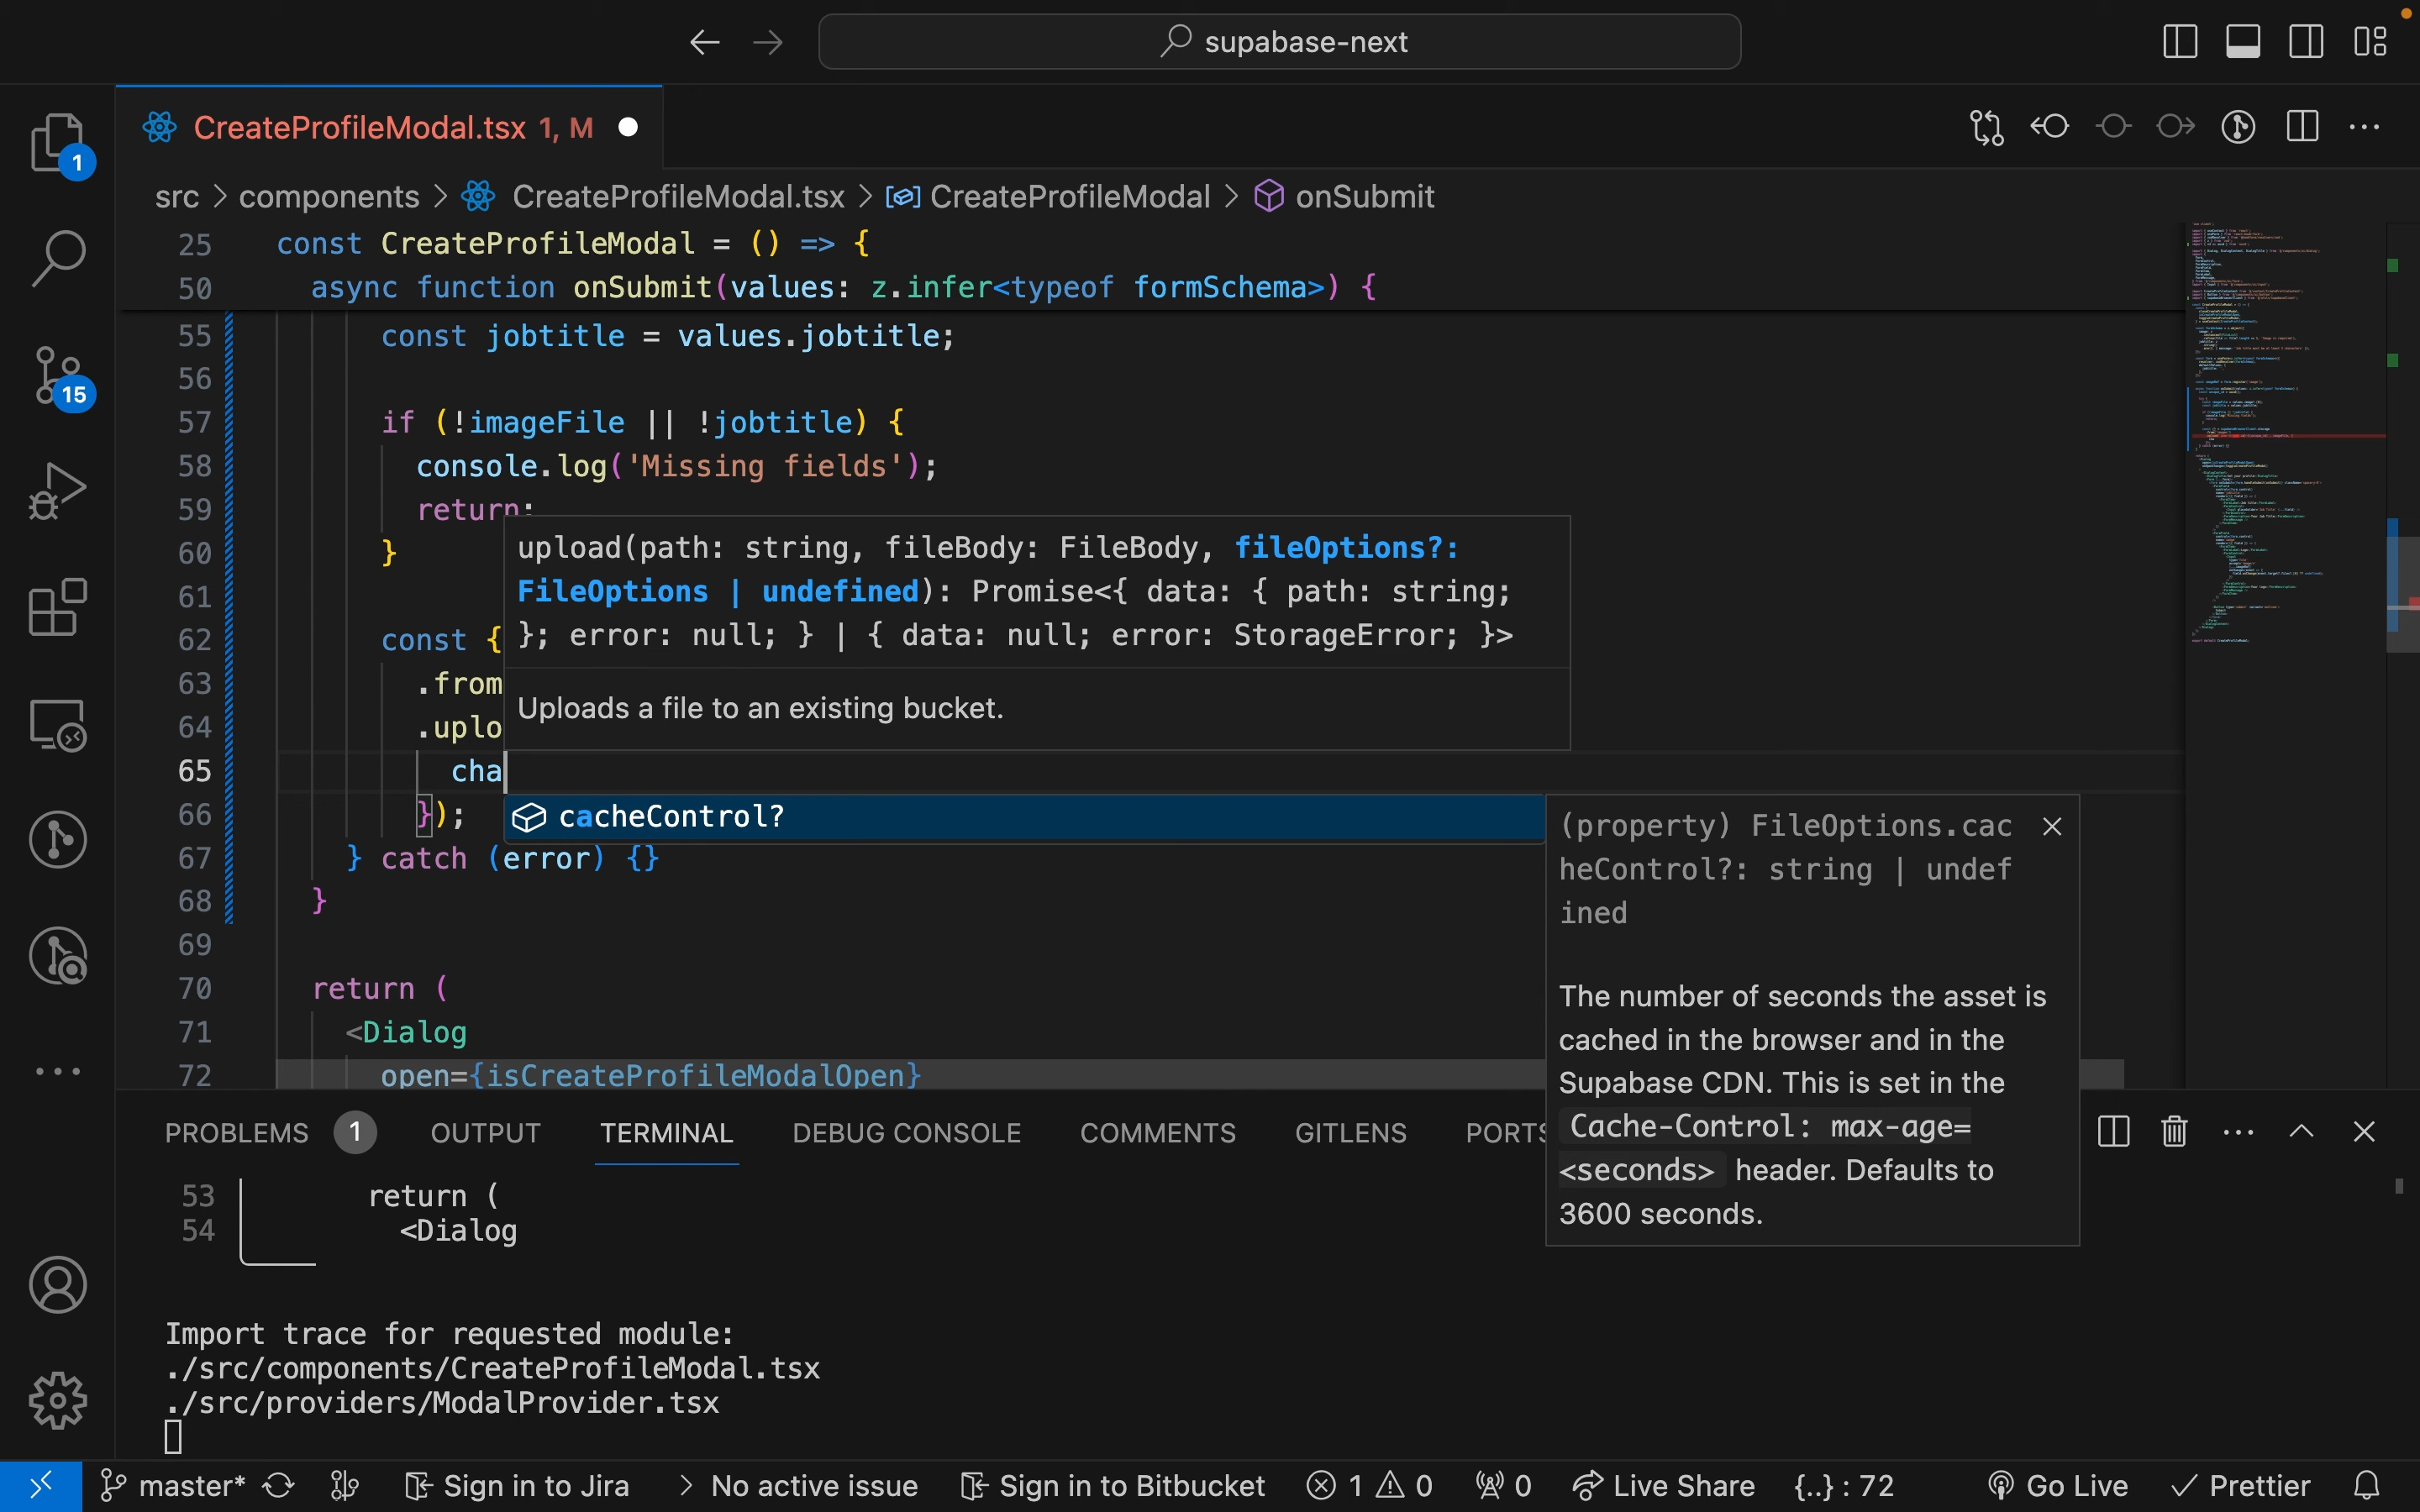 supabase-next
CreateProfileModal.tsx 1, M
src > components > CreateProfileModal.tsx > CreateProfileModal > onSubmit
1
15
25 const CreateProfileModal = () => {
50 async function onSubmit(values: z.infer<typeof formSchema>) {
55 const jobtitle = values.jobtitle;
56
57 if (!imageFile || !jobtitle) {
58 console.log('Missing fields');
59 return;
60 }
61
62 const {
63 .from
64 .uplo
65 cha
66 });
67 } catch (error) {}
68 }
69
70 return (
71 <Dialog
72 open={isCreateProfileModalOpen}
upload(path: string, fileBody: FileBody, fileOptions?:
FileOptions | undefined): Promise<{ data: { path: string;
}; error: null; } | { data: null; error: StorageError; }>
Uploads a file to an existing bucket.
cacheControl?
(property) FileOptions.cac
heControl?: string | undef
ined
The number of seconds the asset is
cached in the browser and in the
Supabase CDN. This is set in the
Cache-Control: max-age=
<seconds> header. Defaults to
3600 seconds.
PROBLEMS 1 OUTPUT TERMINAL DEBUG CONSOLE COMMENTS GITLENS PORTS
53 return (
54 <Dialog
Import trace for requested module:
./src/components/CreateProfileModal.tsx
./src/providers/ModalProvider.tsx
master* Sign in to Jira > No active issue Sign in to Bitbucket 1 0 0 Live Share {..} : 72 Go Live Prettier